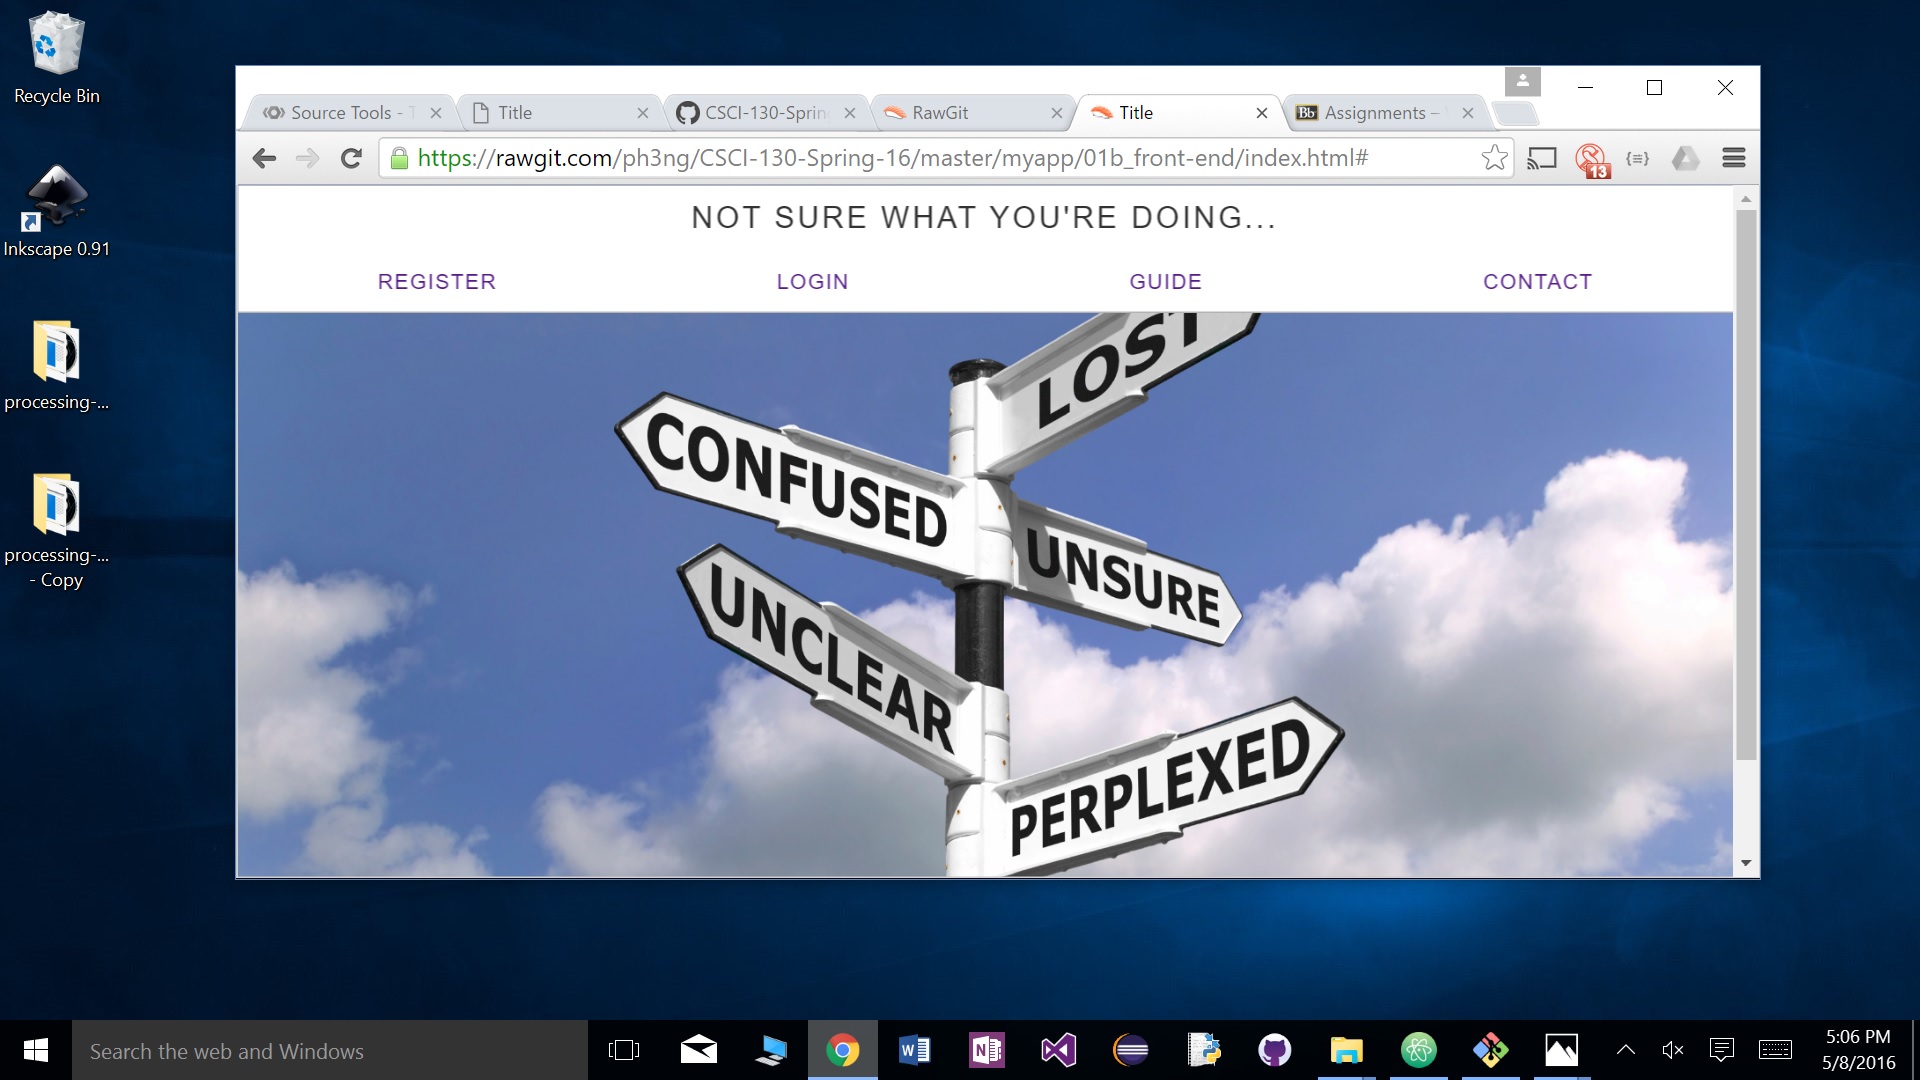 Recycle Bin
Inkscape 0.91
processing-...
processing-...
- Copy
Source Tools - T
Title
CSCI-130-Sprin
RawGit
Title
Bb Assignments –
https://rawgit.com/ph3ng/CSCI-130-Spring-16/master/myapp/01b_front-end/index.html#
13
NOT SURE WHAT YOU'RE DOING...
REGISTER LOGIN GUIDE CONTACT
LOST
CONFUSED
UNSURE
UNCLEAR
PERPLEXED
Search the web and Windows
5:06 PM
5/8/2016